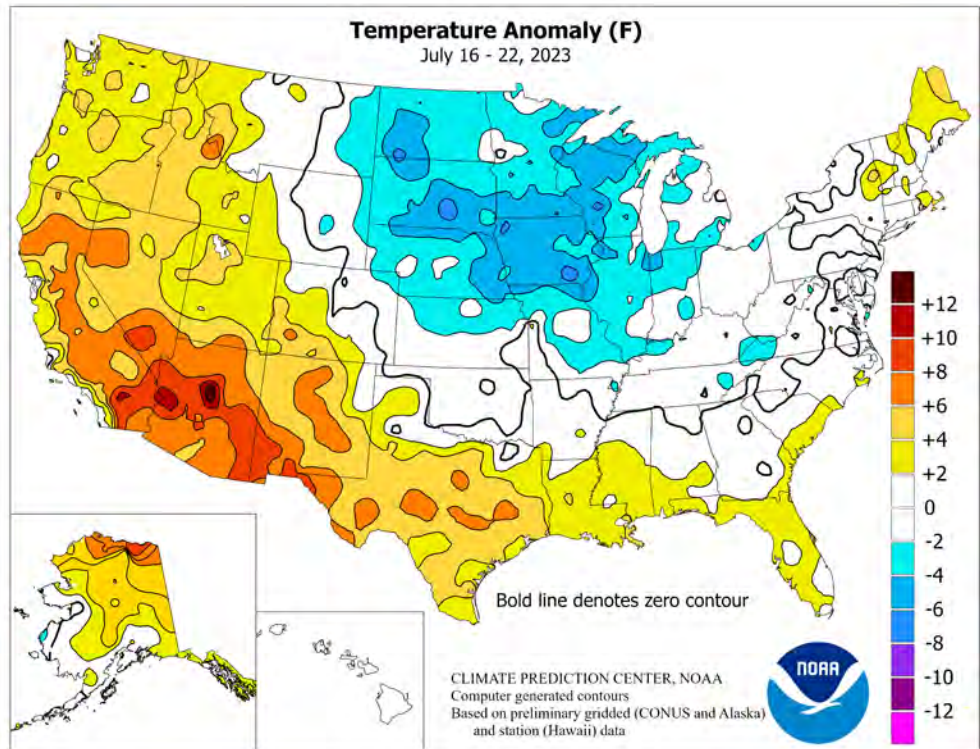 Temperature Anomaly (F)
July 16 - 22, 2023
+12
+10
+8
+6
+4
+2
0
-2
-4
-6
-8
-10
-12
Bold line denotes zero contour
CLIMATE PREDICTION CENTER, NOAA
Computer generated contours
Based on preliminary gridded (CONUS and Alaska)
and station (Hawaii) data
NOAA